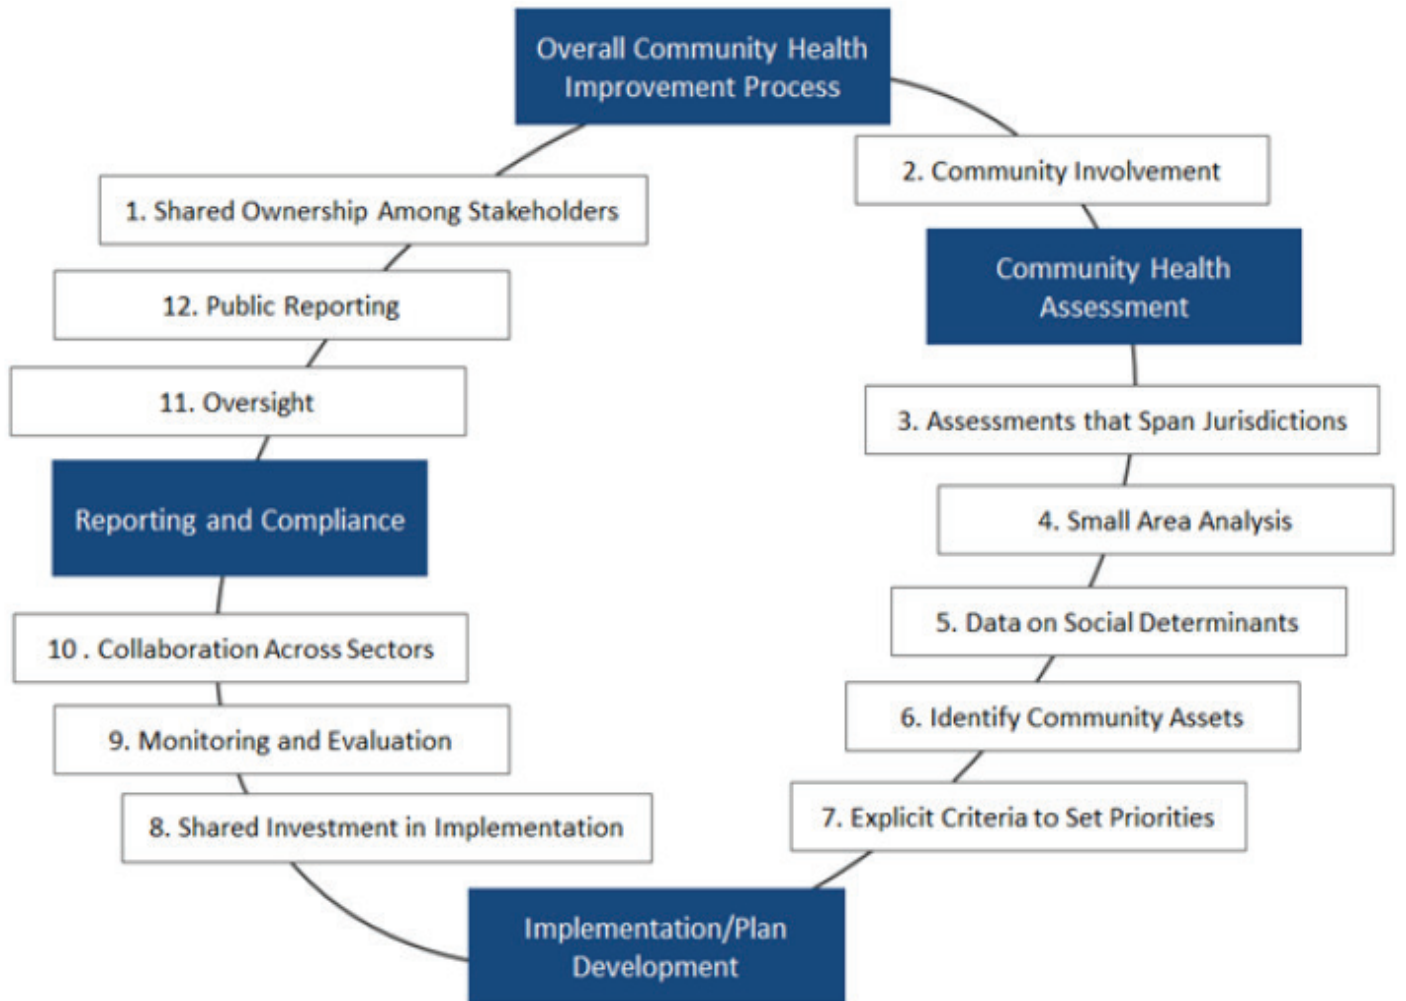 Overall Community Health
Improvement Process
2. Community Involvement
1. Shared Ownership Among Stakeholders
Community Health
Assessment
12. Public Reporting
11. Oversight
3. Assessments that Span Jurisdictions
Reporting and Compliance
4. Small Area Analysis
5. Data on Social Determinants
10 . Collaboration Across Sectors
6. Identify Community Assets
9. Monitoring and Evaluation
7. Explicit Criteria to Set Priorities
8. Shared Investment in Implementation
Implementation/Plan
Development